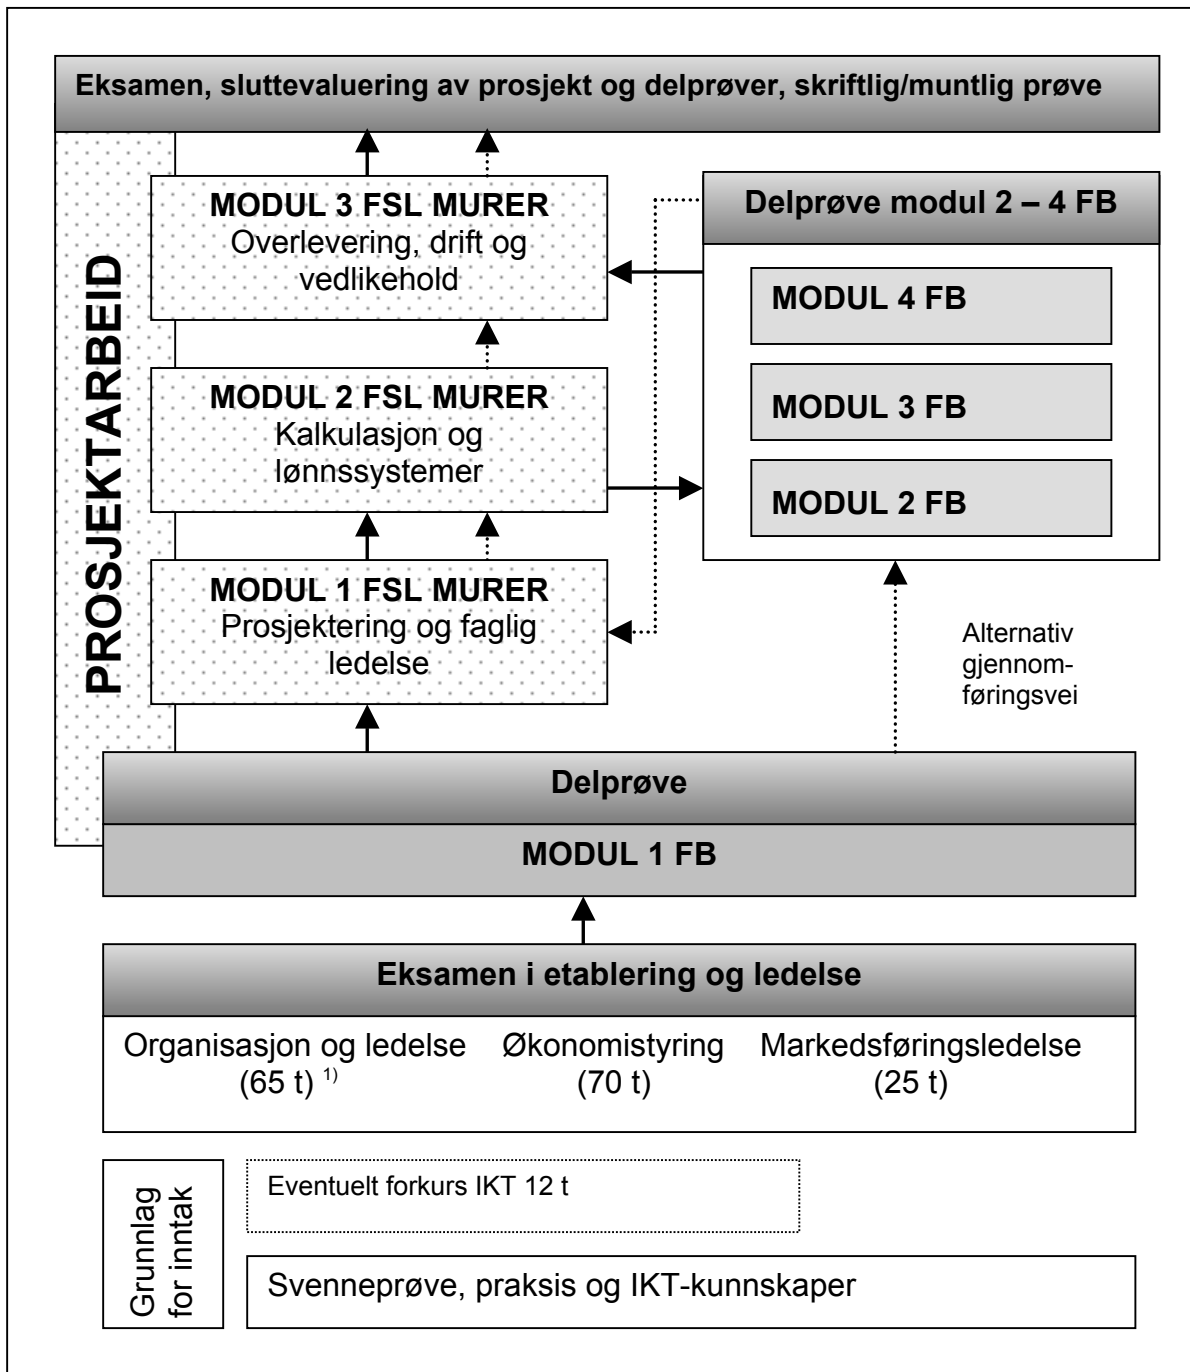 Eksamen, sluttevaluering av prosjekt og delprøver, skriftlig/muntlig prøve
PROSJEKTARBEID
MODUL 3 FSL MURER
Overlevering, drift og
vedlikehold
MODUL 2 FSL MURER
Kalkulasjon og
lønnssystemer
MODUL 1 FSL MURER
Prosjektering og faglig
ledelse
Delprøve modul 2 – 4 FB
MODUL 4 FB
MODUL 3 FB
MODUL 2 FB
Alternativ
gjennom-
føringsvei
Delprøve
MODUL 1 FB
Eksamen i etablering og ledelse
Organisasjon og ledelse
(65 t) 1)
Økonomistyring
(70 t)
Markedsføringsledelse
(25 t)
Grunnlag
for inntak
Eventuelt forkurs IKT 12 t
Svenneprøve, praksis og IKT-kunnskaper